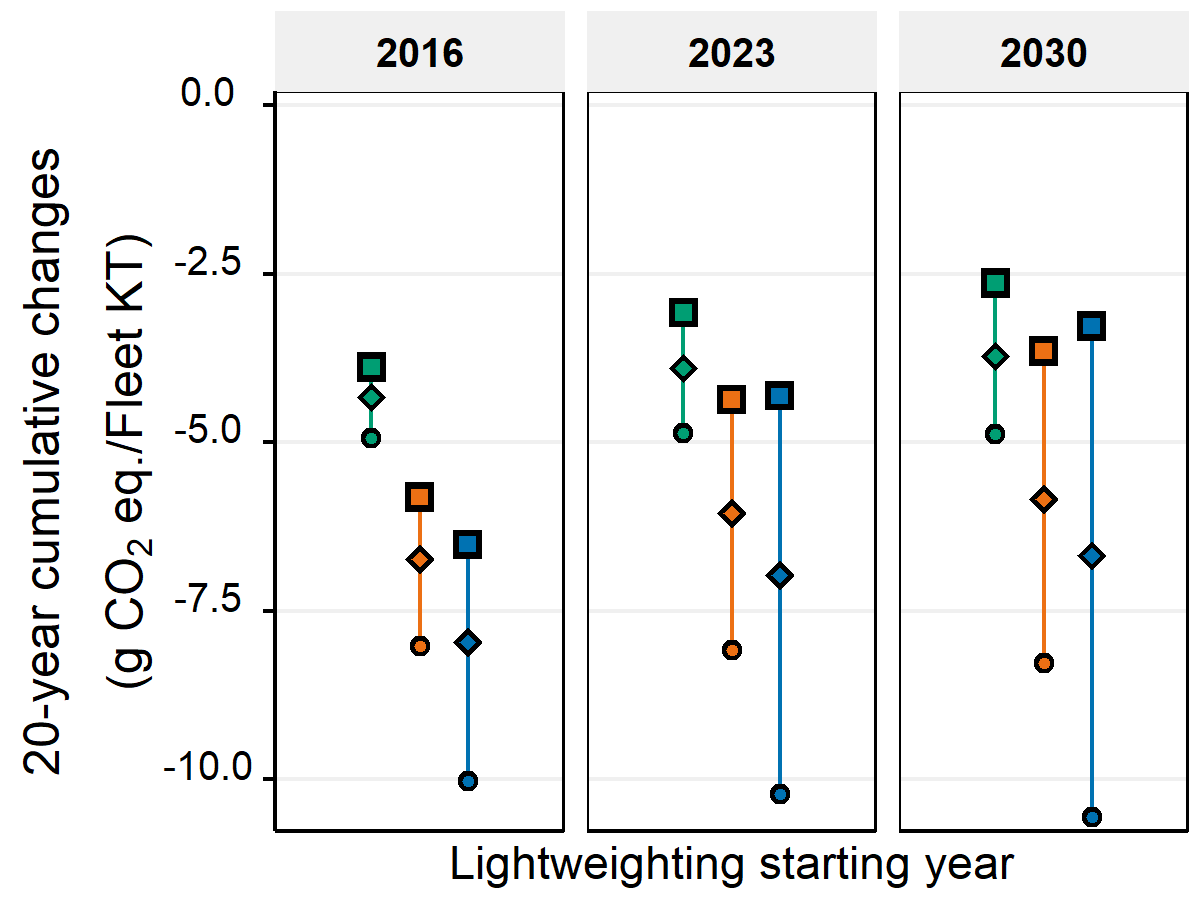 2016
2023
2030
0.0
-2.5
-5.0
-7.5
-10.0
20-year cumulative changes
(g CO₂ eq./Fleet KT)
Lightweighting starting year